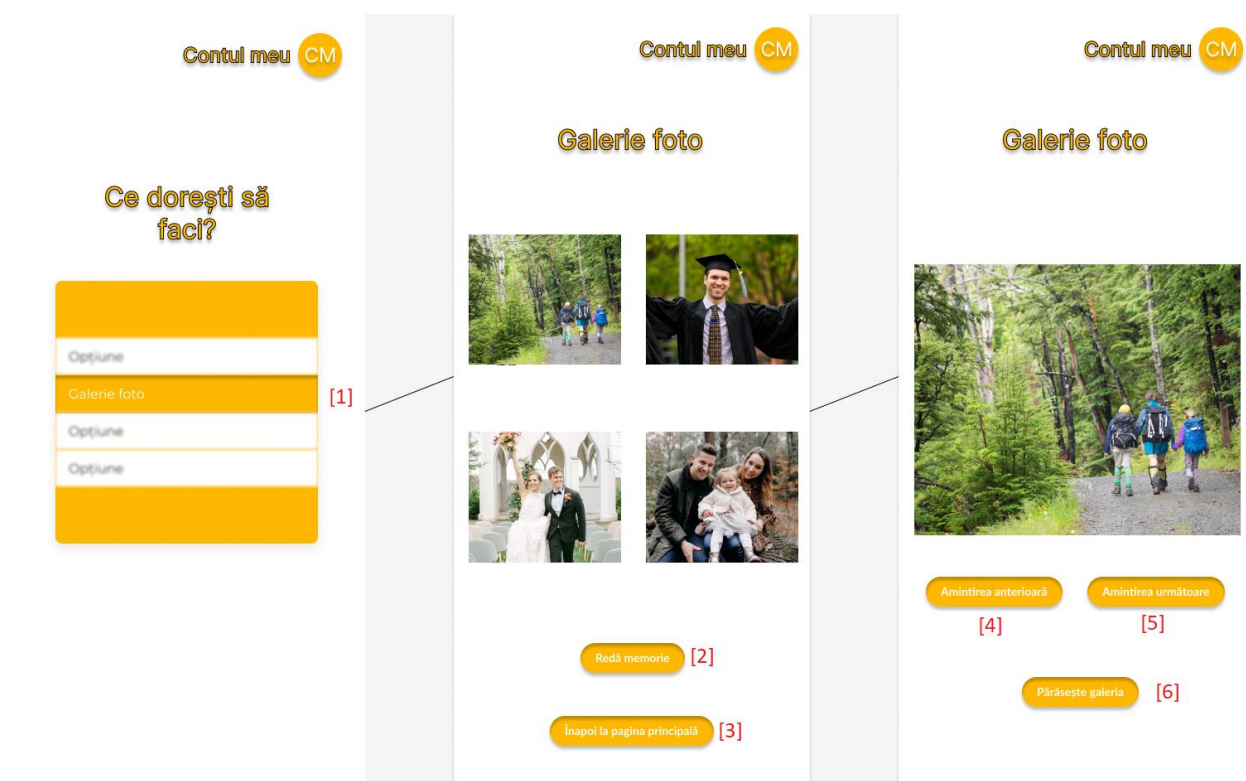 Contul meu CM
Ce dorești să
faci?
Opțiune
Galerie foto
[1]
Opțiune
Opțiune
Contul meu CM
Galerie foto
Redă memorie [2]
Înapoi la pagina principală [3]
Contul meu CM
Galerie foto
Amintirea anterioară
Amintirea următoare
[4]
[5]
Părăsește galeria [6]